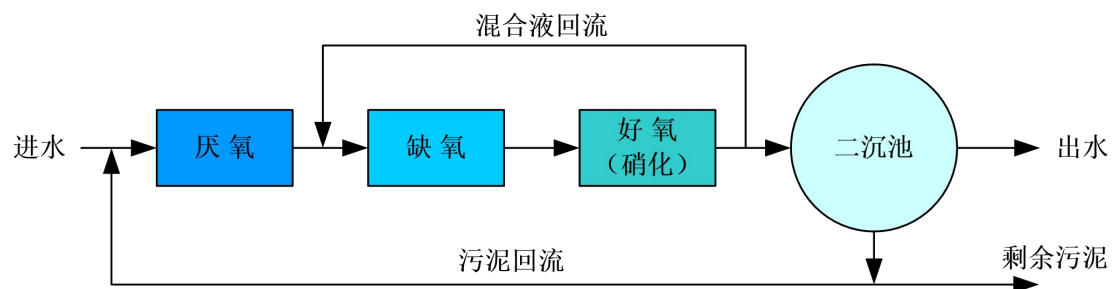 混合液回流
进水
厌 氧
缺 氧
好 氧
（硝化）
二沉池
出水
污泥回流
剩余污泥